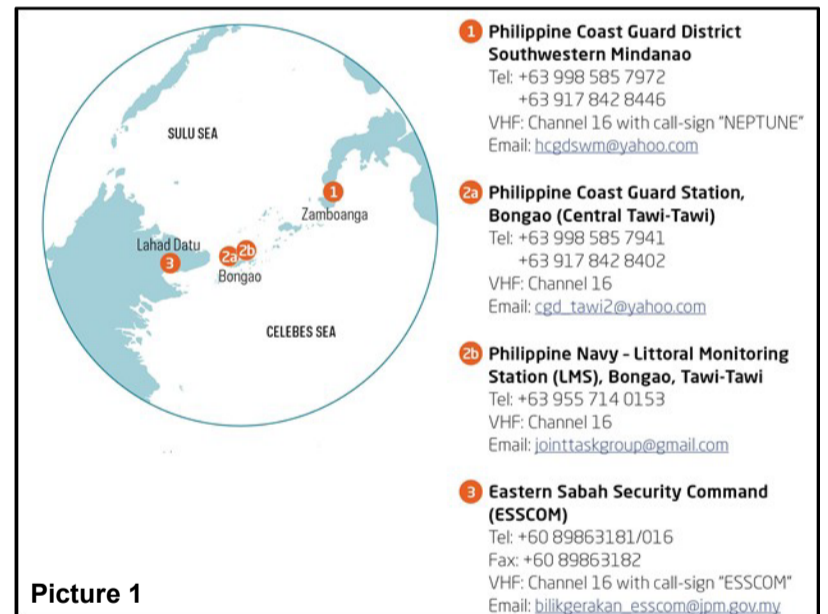 SULU SEA
1
Zamboanga
Lahad Datu
3
2a
2b
Bongao
CELEBES SEA
Picture 1
1 Philippine Coast Guard District
Southwestern Mindanao
Tel: +63 998 585 7972
+63 917 842 8446
VHF: Channel 16 with call-sign "NEPTUNE"
Email: hcgdswm@yahoo.com
2a Philippine Coast Guard Station,
Bongao (Central Tawi-Tawi)
Tel: +63 998 585 7941
+63 917 842 8402
VHF: Channel 16
Email: cgd_tawi2@yahoo.com
2b Philippine Navy - Littoral Monitoring
Station (LMS), Bongao, Tawi-Tawi
Tel: +63 955 714 0153
VHF: Channel 16
Email: jointtaskgroup@gmail.com
3 Eastern Sabah Security Command
(ESSCOM)
Tel: +60 89863181/016
Fax: +60 89863182
VHF: Channel 16 with call-sign "ESSCOM"
Email: bilikgerakan_esscom@jpm.gov.my